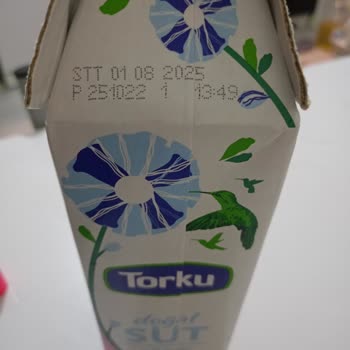 STT 01 08 2025
P 251022 1 13:49
Torku
doğal
SÜT